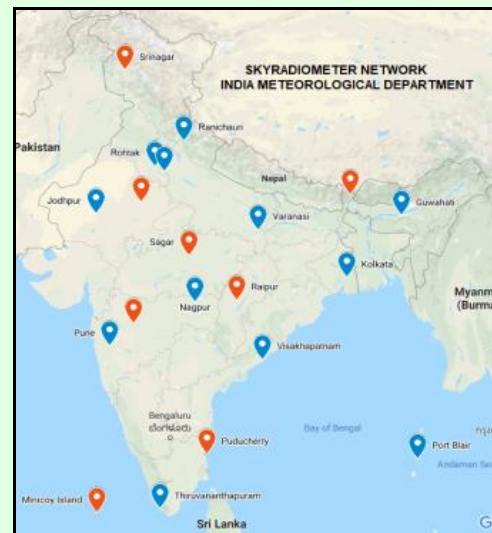 Srinagar
SKYRADIOMETER NETWORK
INDIA METEOROLOGICAL DEPARTMENT
Ranichauri
Pakistan
Rohtak
Nepal
Jodhpur
Guwahati
Varanasi
Sagar
Kolkata
Nagpur
Raipur
Myanm
(Burma
Pune
Visakhapatnam
Bengaluru
Puducherry
Bay of Bengal
Port Blair
Andaman Sea
Minicoy Island
Thiruvananthapuram
Sri Lanka
G